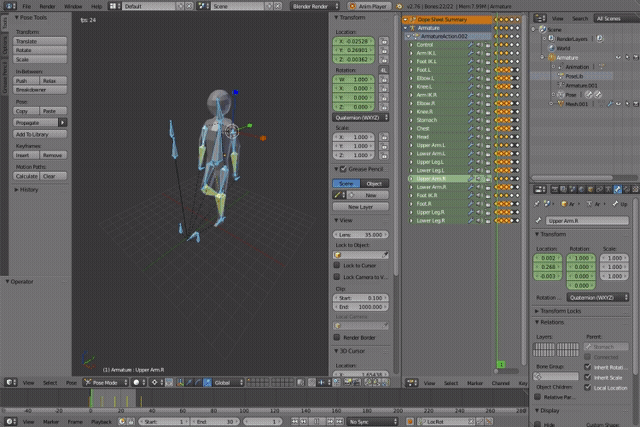 File
Render
Window
Help
Default
Scene
Blender Render
Anim Player
v2.76 | Bones:22/22
fps 24
Pose Tools
Transform:
Translate
Rotate
Scale
In-Between:
Push
Relax
Breakdowner
Pose:
Copy
Paste
Propagate
Add To Library
Keyframes:
Insert
Remove
Motion Paths:
Calculate
Clear
History
Operator
(1) Armature : Upper Arm.R
View
Select
Pose
Pose Mode
Global
Transform
Location:
X: -0.02528
Z: -0.00362
Rotation:
W: 1.000
X: 0.000
Y: 0.000
Z: 0.000
Quaternion (WXYZ)
Scale:
X: 1.000
Y: 1.000
Z: 1.000
Grease Pencil
Scene
Object
New
New Layer
View
Lens: 35.000
Lock to Object:
Lock to Cursor
Lock Camera to V...
Clip:
Start: 0.100
End: 1000.000
Local Camera:
Render Border
3D Cursor
Location:
Dope Sheet Summary
Armature
ArmatureAction.002
Control
Arm IK.L
Foot IK.L
Foot.L
Elbow.L
Knee.L
Arm IK.R
Elbow.R
Knee.R
Stomach
Chest
Head
Upper Arm.L
Lower Arm.L
Upper Leg.L
Lower Leg.L
Upper Arm.R
Lower Arm.R
Foot IK.R
Foot.R
Upper Leg.R
Lower Leg.R
View
Select
Marker
Channel
Key
View
Search
All Scenes
Scene
RenderLayers
World
Armature
Animation
PoseLib
Armature.001
Pose
Mesh.001
Upper Arm.R
Transform
Location:
Rotation:
Scale:
0.002
1.000
1.000
0.268
0.000
1.000
-0.003
0.000
1.000
0.000
Rotation ...
Quaternion (WXYZ)
Transform Locks
Relations
Layers:
Parent:
Stomach
Connected
Bone Group:
Inherit Rotat...
Inherit Scale
Object Children:
Local Location
Relative Par...
Display
Hide
Custom Shape:
-40
-20
0
20
40
60
80
100
120
140
160
180
200
220
240
260
280
View
Marker
Frame
Playback
Start: 1
End: 30
1
No Sync
LocRot